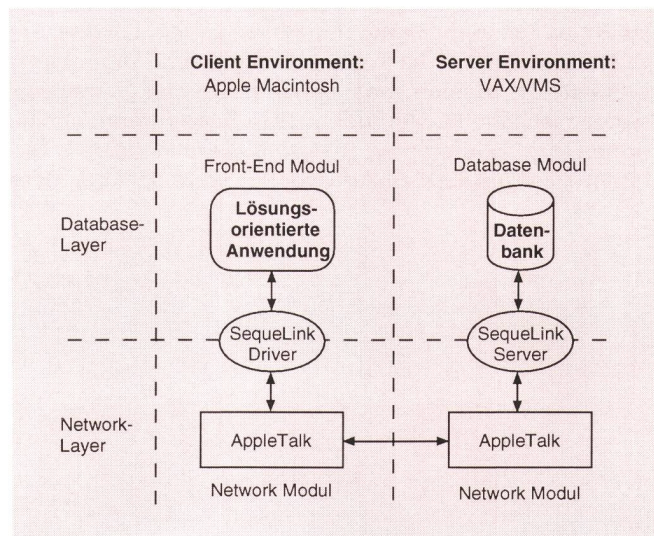 Client Environment:
Apple Macintosh
Server Environment:
VAX/VMS
Database-
Layer
Front-End Modul
Lösungs-
orientierte
Anwendung
Database Modul
Daten-
bank
SequeLink
Driver
SequeLink
Server
Network-
Layer
AppleTalk
Network Modul
AppleTalk
Network Modul